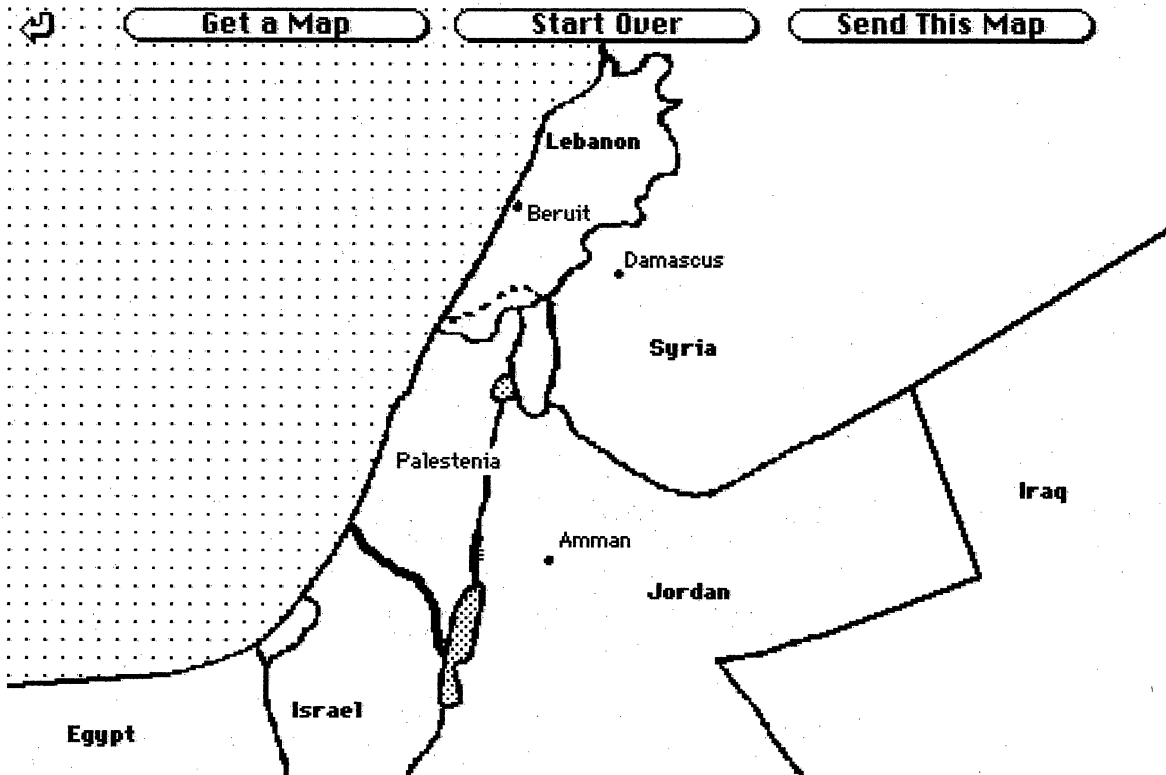 Get a Map
Start Over
Send This Map
Lebanon
Beruit
Damascus
Syria
Palestenia
Iraq
Amman
Jordan
Israel
Egypt